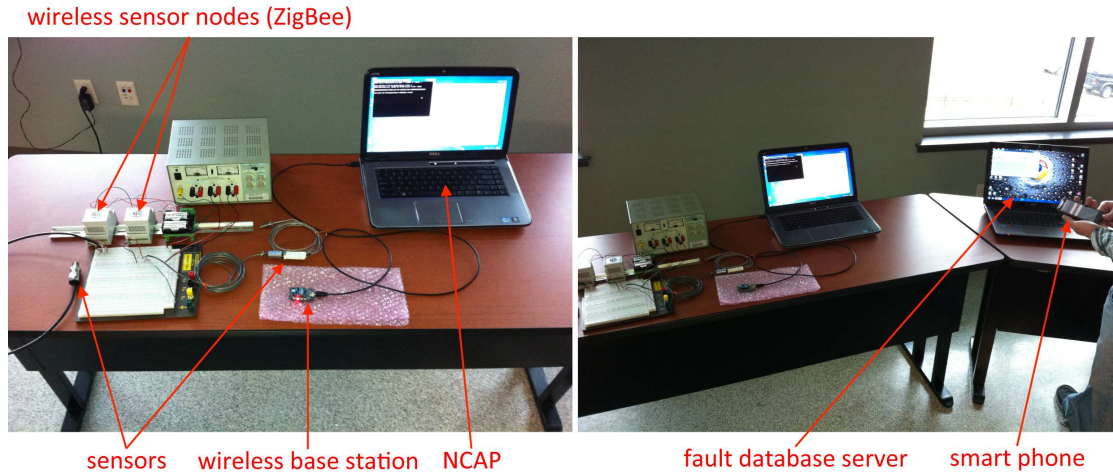 wireless sensor nodes (ZigBee)
sensors
wireless base station
NCAP
fault database server
smart phone